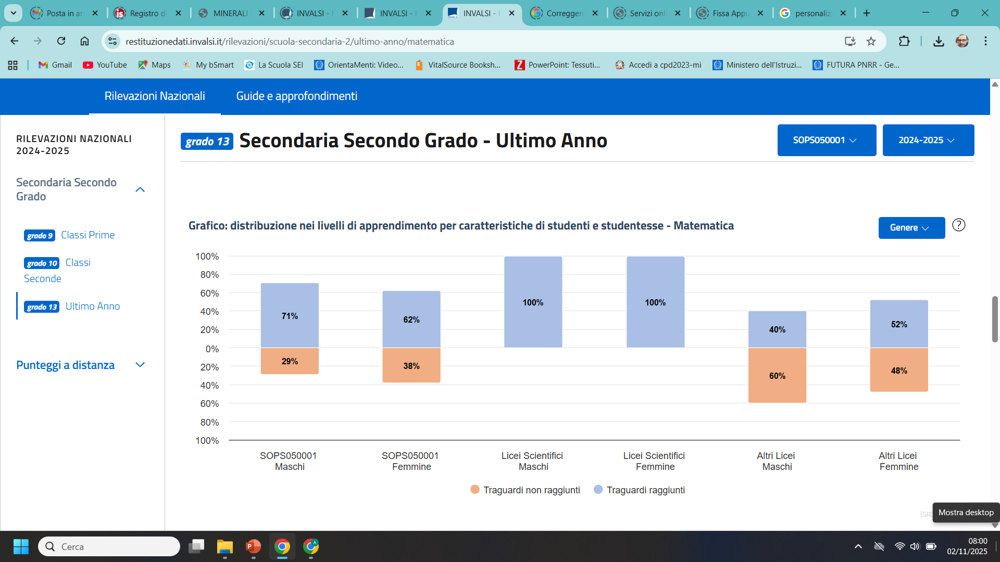 Posta in ar
Registro di
MINERALI
INVALSI - P
INVALSI - P
INVALSI - P
Correggere
Servizi onli
Fissa Appu
personaliz
restituzionedati.invalsi.it/rilevazioni/scuola-secondaria-2/ultimo-anno/matematica
Gmail
YouTube
Maps
My bSmart
La Scuola SEI
OrientaMenti: Video...
VitalSource Booksh...
PowerPoint: Tessuti...
Accedi a cpd2023-mi
Ministero dell'Istruzi...
FUTURA PNRR - Ge...
Rilevazioni Nazionali
Guide e approfondimenti
RILEVAZIONI NAZIONALI
2024-2025
Secondaria Secondo
Grado
grado 9 Classi Prime
grado 10 Classi
Seconde
grado 13 Ultimo Anno
Punteggi a distanza
grado 13 Secondaria Secondo Grado - Ultimo Anno
SOPS050001
2024-2025
Grafico: distribuzione nei livelli di apprendimento per caratteristiche di studenti e studentesse - Matematica
Genere
?
100%
80%
60%
40%
20%
0%
20%
40%
60%
80%
100%
71%
29%
62%
38%
100%
100%
40%
60%
52%
48%
SOPS050001
Maschi
SOPS050001
Femmine
Licei Scientifici
Maschi
Licei Scientifici
Femmine
Altri Licei
Maschi
Altri Licei
Femmine
Traguardi non raggiunti
Traguardi raggiunti
Mostra desktop
Cerca
08:00
02/11/2025